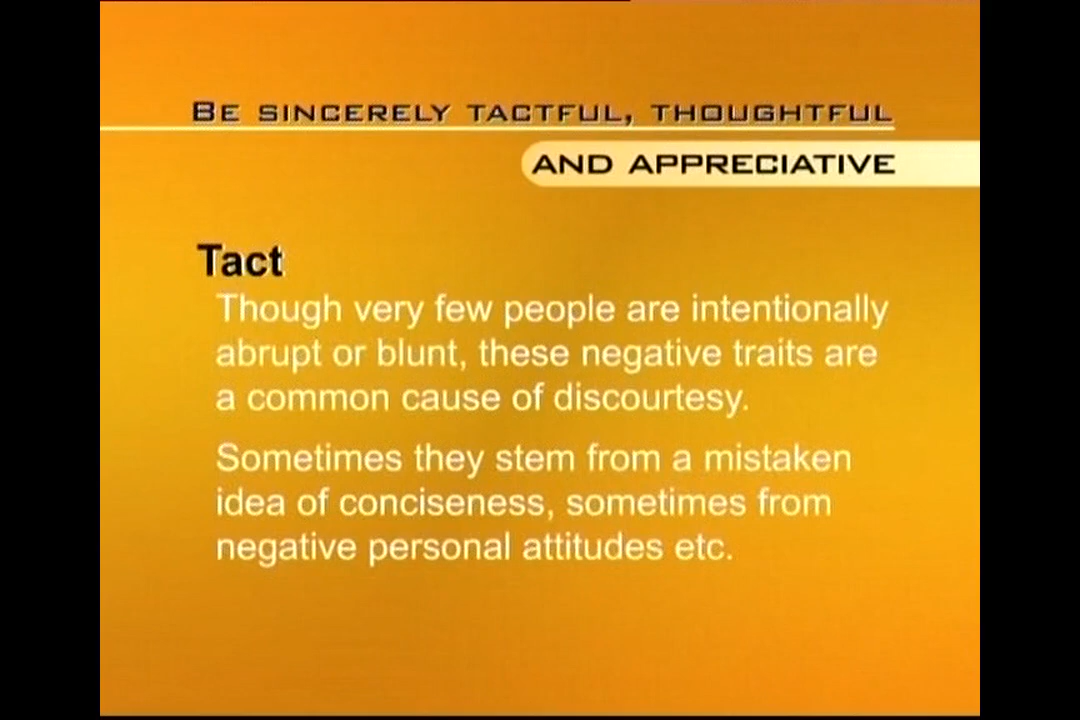 Be sincerely tactful, thoughtful
and appreciative
Tact
Though very few people are intentionally
abrupt or blunt, these negative traits are
a common cause of discourtesy.
Sometimes they stem from a mistaken
idea of conciseness, sometimes from
negative personal attitudes etc.